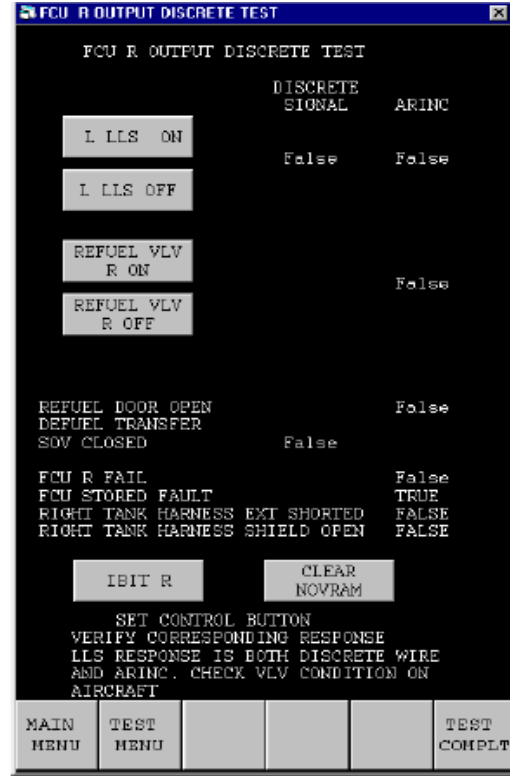 FCU R OUTPUT DISCRETE TEST
FCU R OUTPUT DISCRETE TEST
DISCRETE
SIGNAL ARINC
L LLS ON
False False
L LLS OFF
REFUEL VLV
R ON
False
REFUEL VLV
R OFF
REFUEL DOOR OPEN False
DEFUEL TRANSFER
SOV CLOSED False
FCU R FAIL False
FCU STORED FAULT TRUE
RIGHT TANK HARNESS EXT SHORTED FALSE
RIGHT TANK HARNESS SHIELD OPEN FALSE
IBIT R
CLEAR
NOVRAM
SET CONTROL BUTTON
VERIFY CORRESPONDING RESPONSE
LLS RESPONSE IS BOTH DISCRETE WIRE
AND ARINC. CHECK VLV CONDITION ON
AIRCRAFT
MAIN TEST TEST
MENU MENU COMPLT